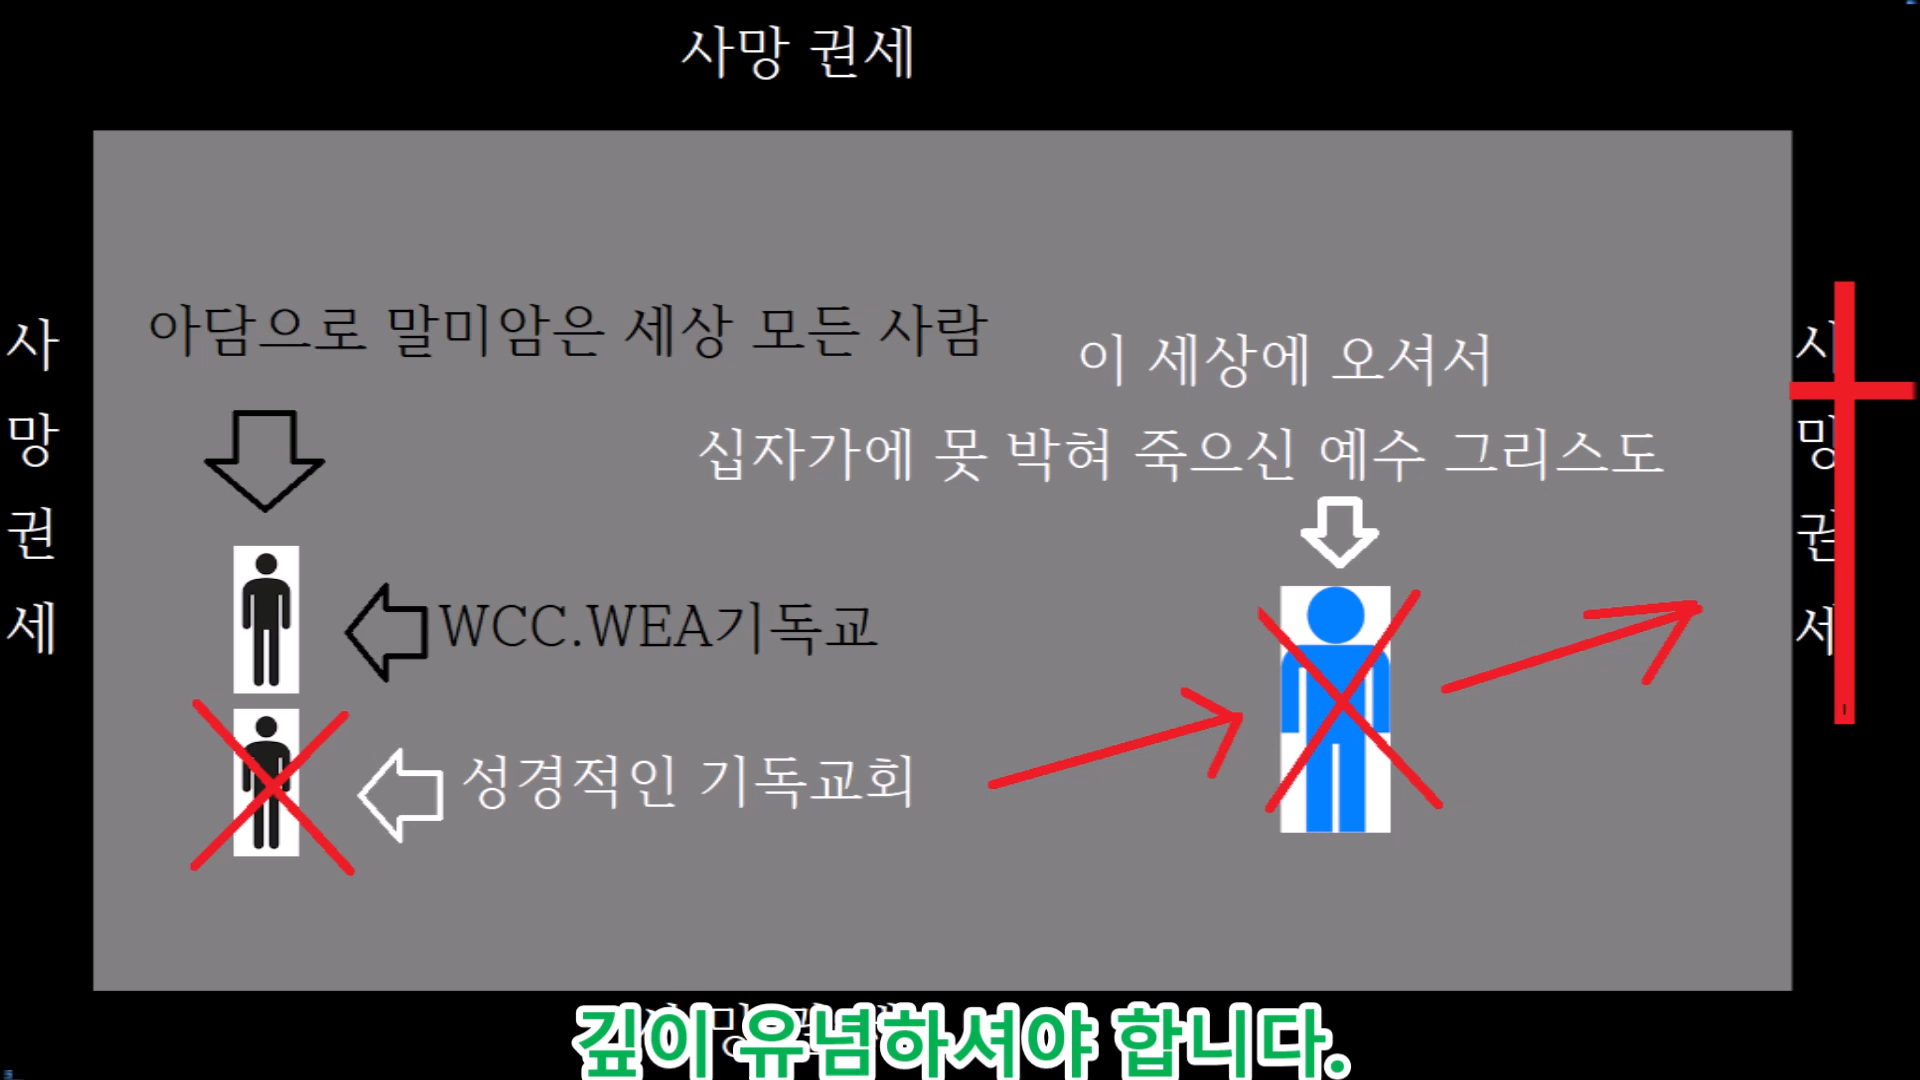 사망 권세
아담으로 말미암은 세상 모든 사람
이 세상에 오셔서
십자가에 못 박혀 죽으신 예수 그리스도
사
망
권
세
사
망
권
세
WCC.WEA기독교
성경적인 기독교회
깊이 유념하셔야 합니다.